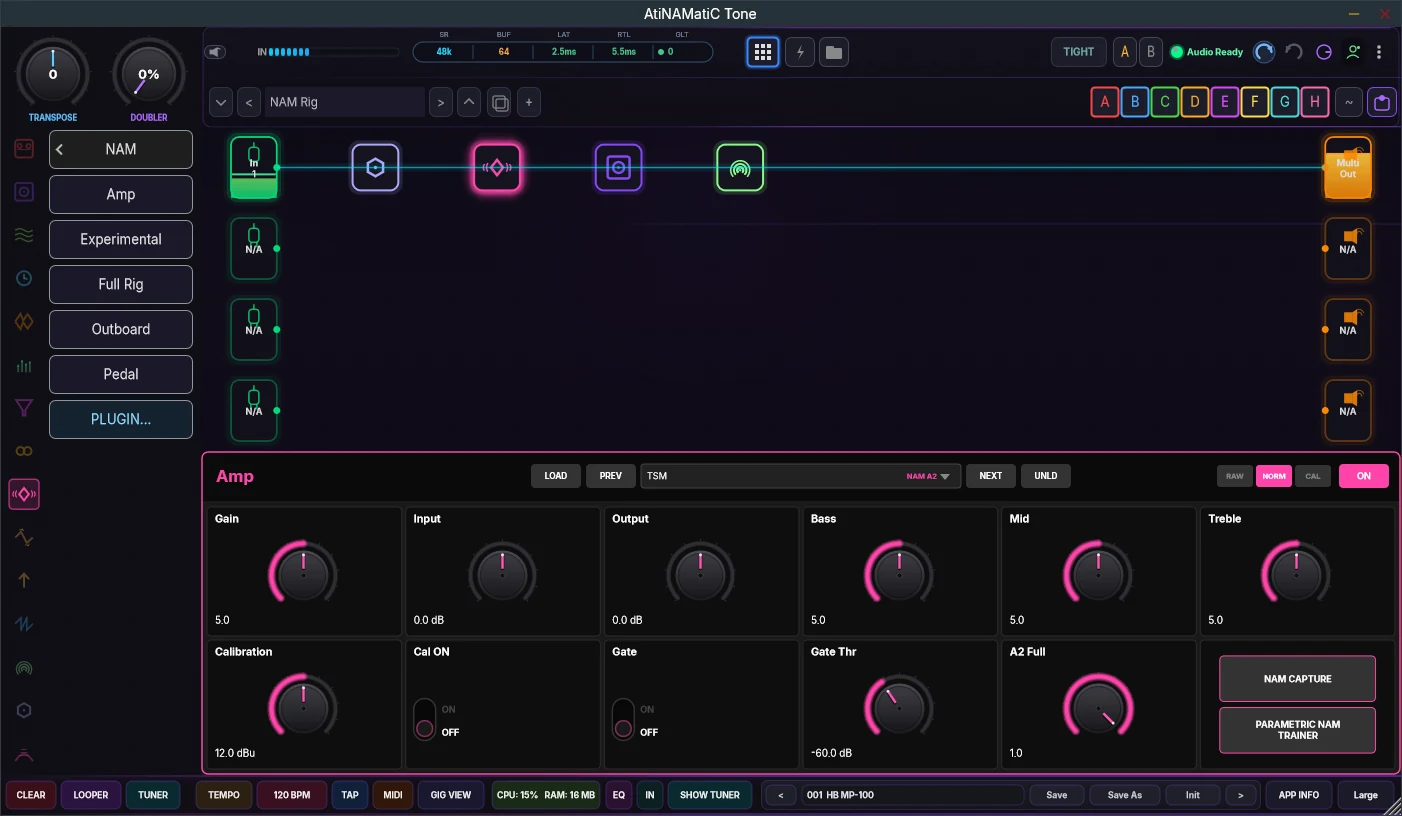 AtiNAMatiC Tone
0
0%
TRANSPOSE
DOUBLER
IN
SR
BUF
LAT
RTL
GLT
48k
64
2.5ms
5.5ms
0
TIGHT
A
B
Audio Ready
<
NAM Rig
>
+
A
B
C
D
E
F
G
H
~
NAM
Amp
Experimental
Full Rig
Outboard
Pedal
PLUGIN...
In
1
Multi
Out
N/A
N/A
N/A
N/A
N/A
N/A
Amp
LOAD
PREV
TSM
NAM A2
NEXT
UNLD
RAW
NORM
CAL
ON
Gain
Input
Output
Bass
Mid
Treble
5.0
0.0 dB
0.0 dB
5.0
5.0
5.0
Calibration
Cal ON
Gate
Gate Thr
A2 Full
ON
OFF
ON
OFF
12.0 dBu
-60.0 dB
1.0
NAM CAPTURE
PARAMETRIC NAM
TRAINER
CLEAR
LOOPER
TUNER
TEMPO
120 BPM
TAP
MIDI
GIG VIEW
CPU: 15% RAM: 16 MB
EQ
IN
SHOW TUNER
<
001 HB MP-100
Save
Save As
Init
>
APP INFO
Large